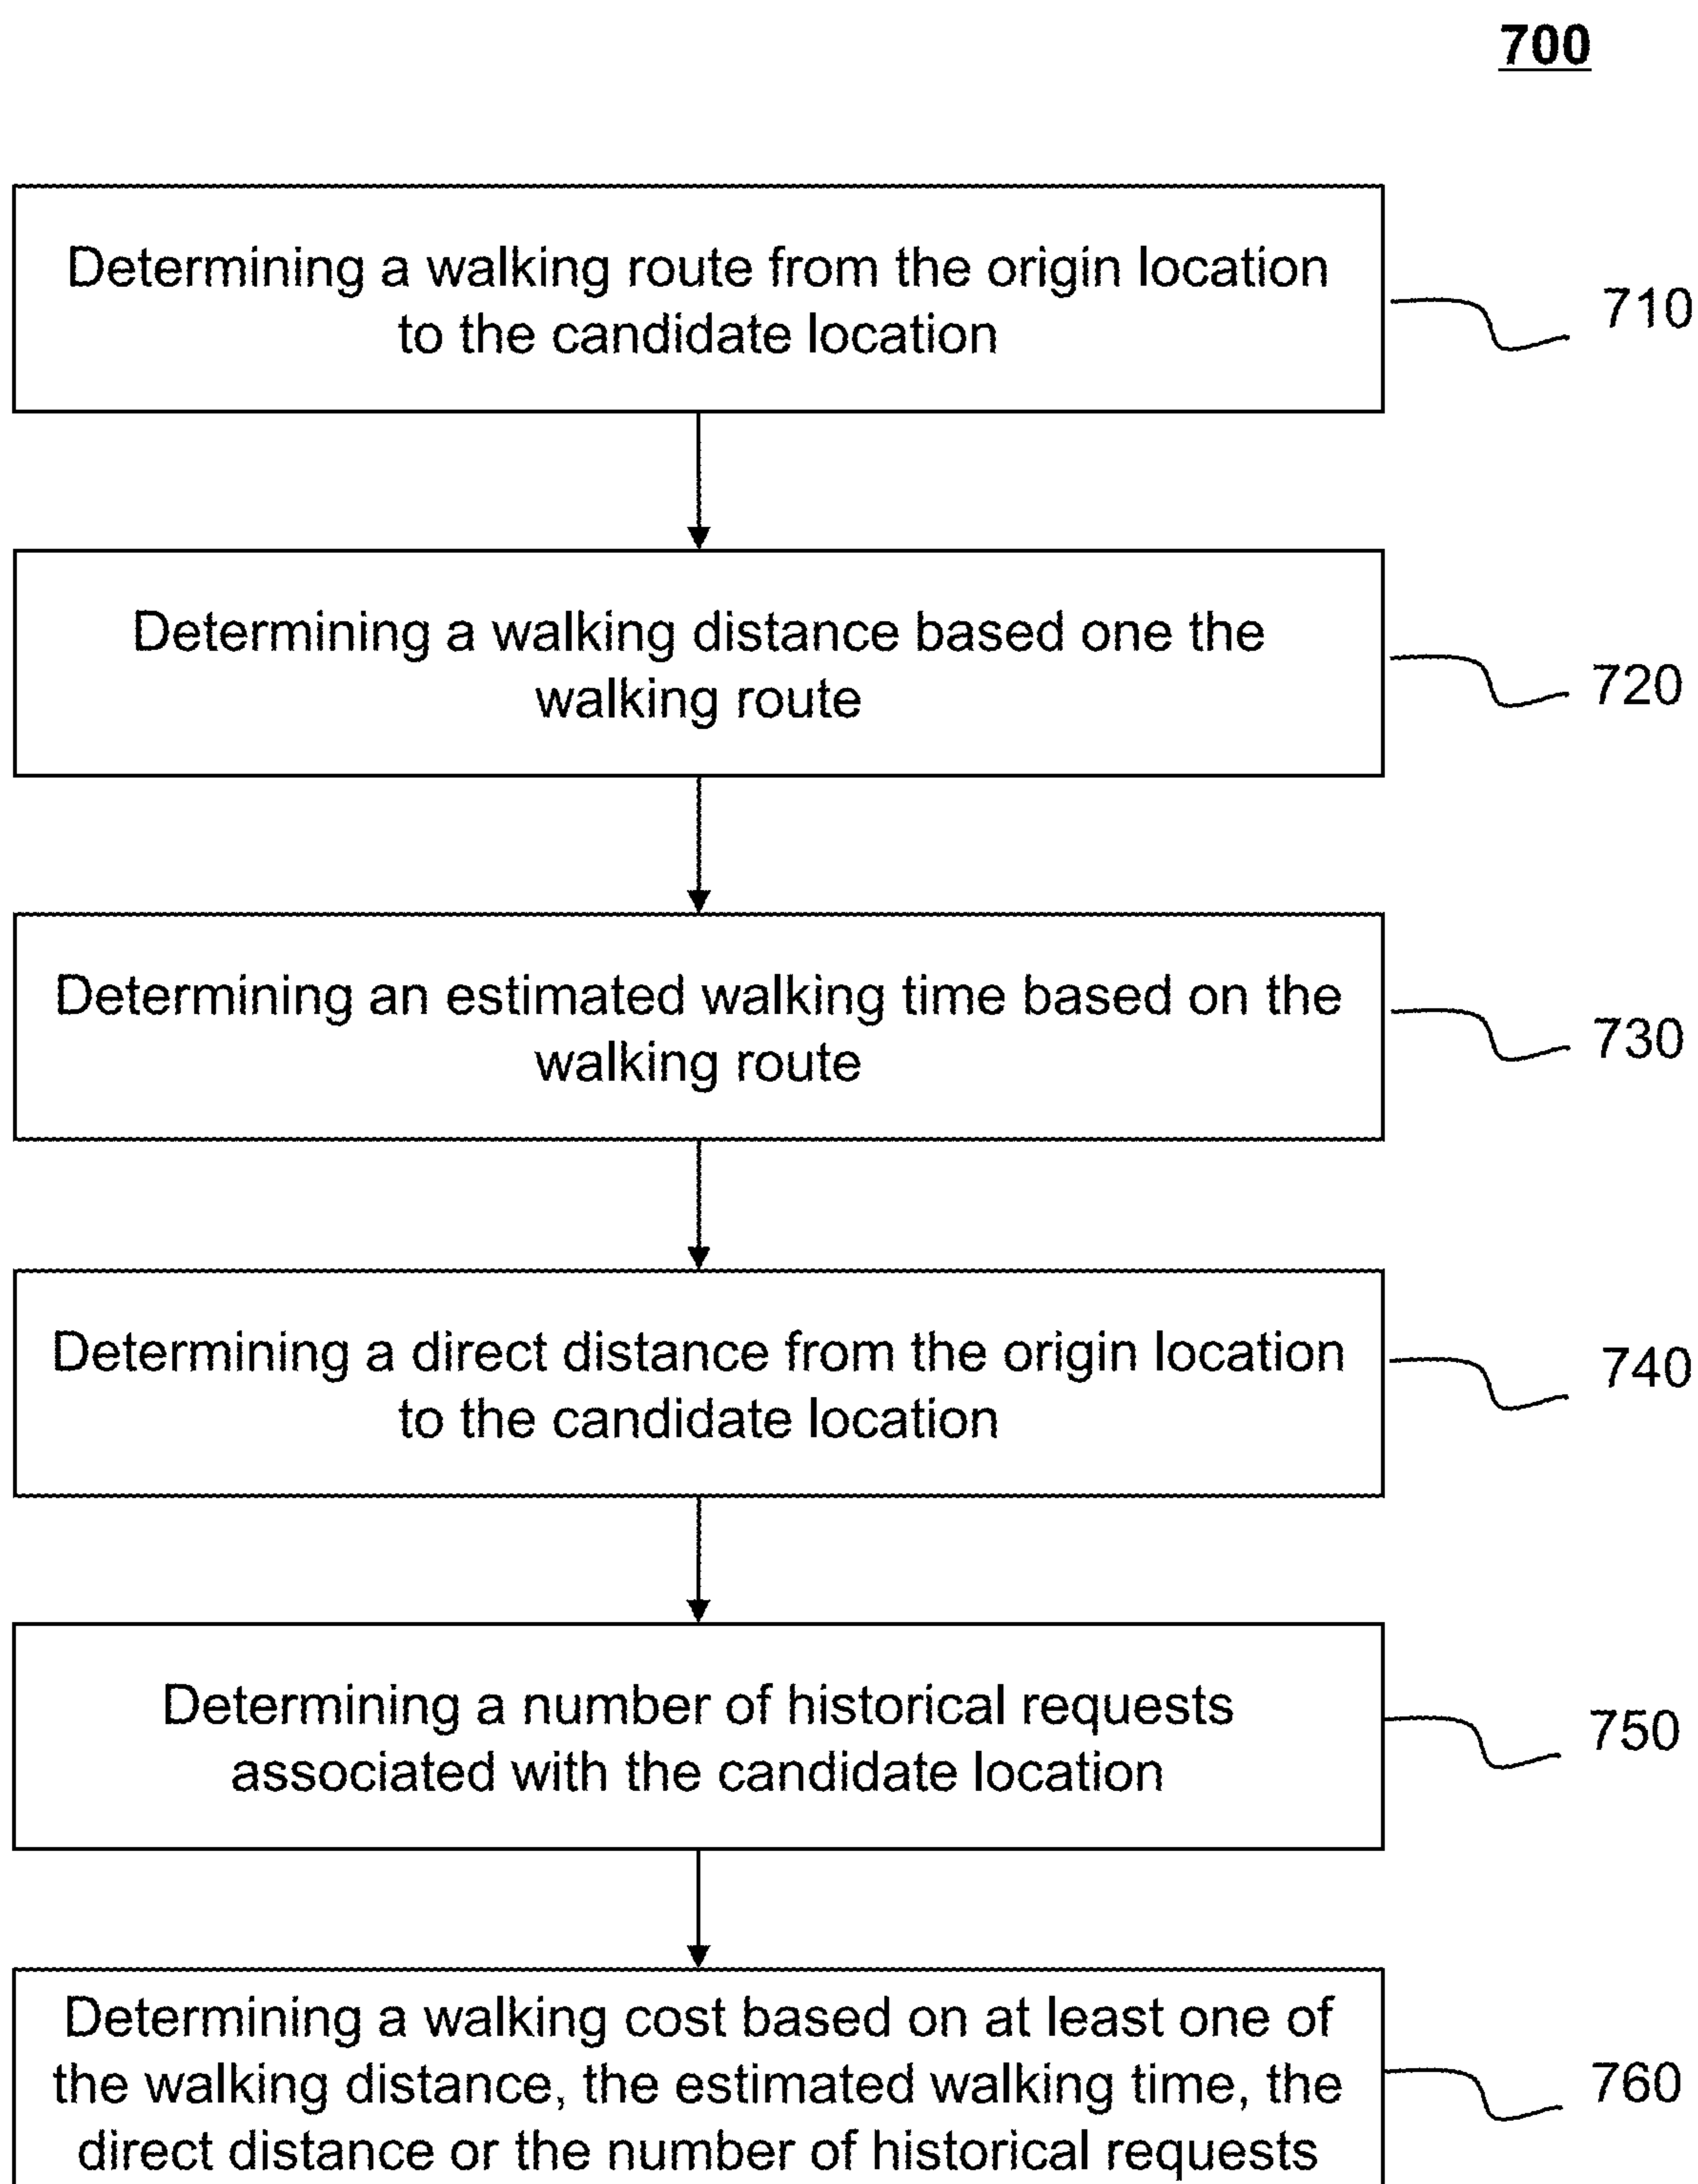 700
Determining a walking route from the origin location
to the candidate location
710
Determining a walking distance based one the
walking route
720
Determining an estimated walking time based on the
walking route
730
Determining a direct distance from the origin location
to the candidate location
740
Determining a number of historical requests
associated with the candidate location
750
Determining a walking cost based on at least one of
the walking distance, the estimated walking time, the
direct distance or the number of historical requests
760